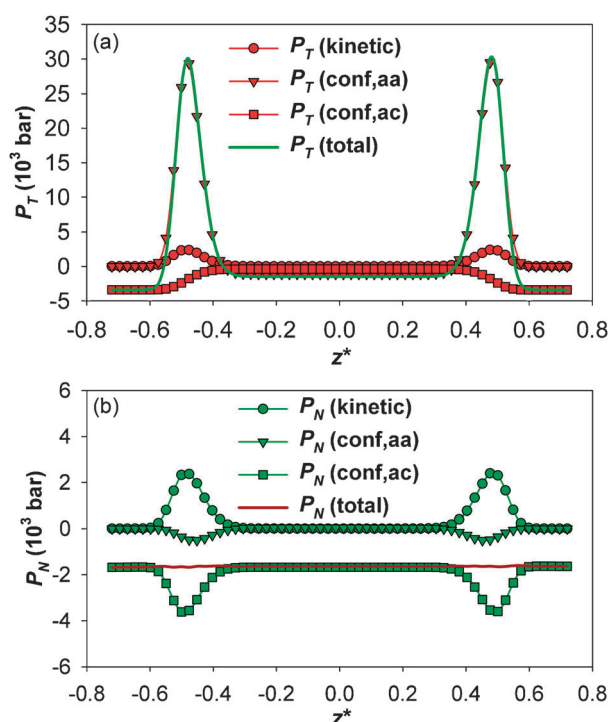 (a)
P_T (kinetic)
P_T (conf,aa)
P_T (conf,ac)
P_T (total)
P_T (10³ bar)
35
30
25
20
15
10
5
0
-5
-0.8 -0.6 -0.4 -0.2 0.0 0.2 0.4 0.6 0.8
z*
(b)
P_N (kinetic)
P_N (conf,aa)
P_N (conf,ac)
P_N (total)
P_N (10³ bar)
6
4
2
0
-2
-4
-6
-0.8 -0.6 -0.4 -0.2 0.0 0.2 0.4 0.6 0.8
z*